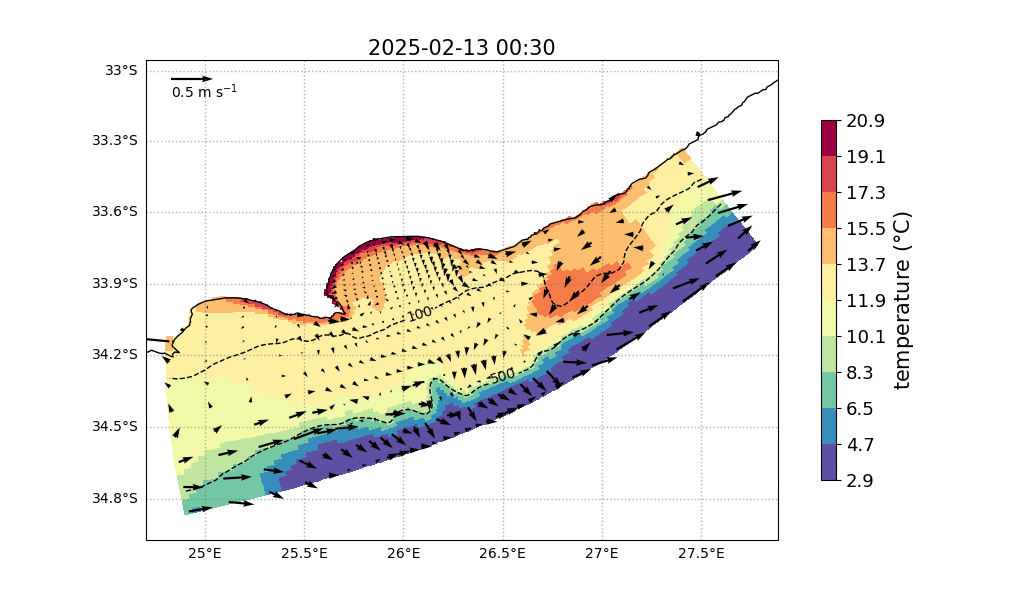 2025-02-13 00:30
0.5 m s⁻¹
33°S
33.3°S
33.6°S
33.9°S
34.2°S
34.5°S
34.8°S
100
500
25°E 25.5°E 26°E 26.5°E 27°E 27.5°E
20.9
19.1
17.3
15.5
13.7
11.9
10.1
8.3
6.5
4.7
2.9
temperature (°C)